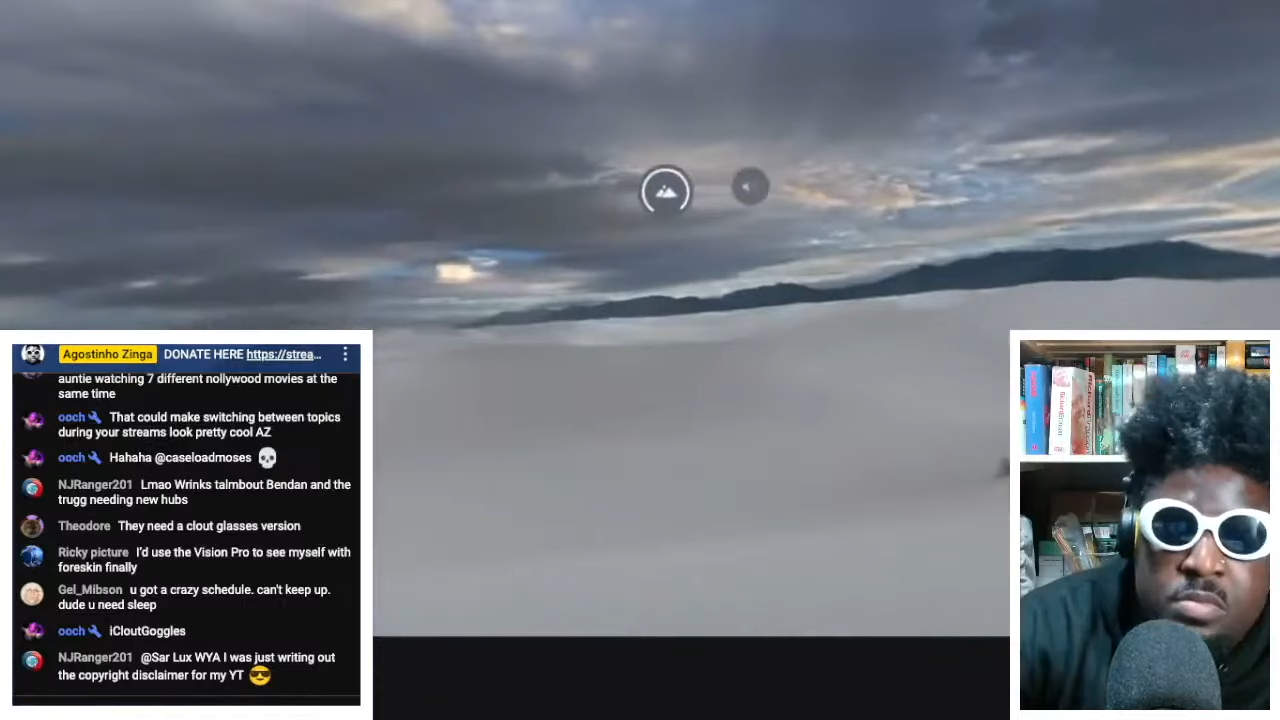 Agostinho Zinga DONATE HERE https://strea...
auntie watching 7 different nollywood movies at the
same time
ooch That could make switching between topics
during your streams look pretty cool AZ
ooch Hahaha @caseloadmoses 💀
NJRanger201 Lmao Wrinks talmbout Bendan and the
trugg needing new hubs
Theodore They need a clout glasses version
Ricky picture I'd use the Vision Pro to see myself with
foreskin finally
Gel_Mibson u got a crazy schedule. can't keep up.
dude u need sleep
ooch iCloutGoggles
NJRanger201 @Sar Lux WYA I was just writing out
the copyright disclaimer for my YT 😎